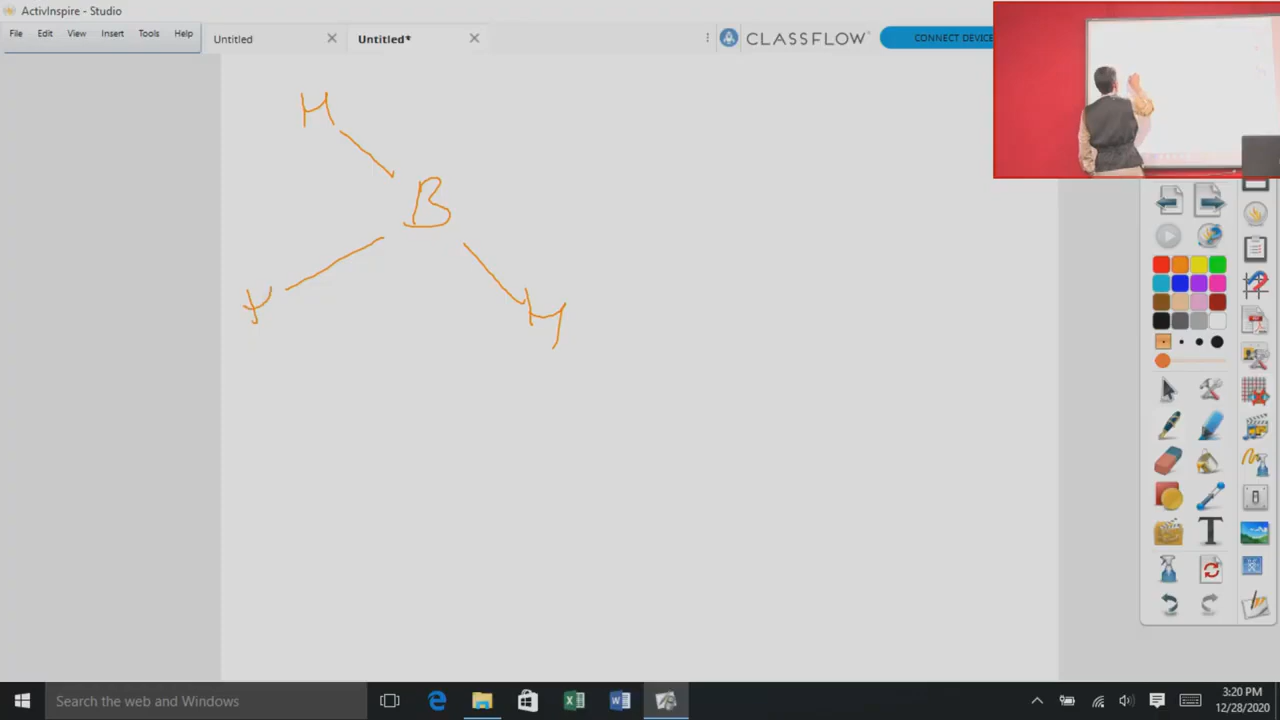 ActivInspire - Studio
File Edit View Insert Tools Help
Untitled Untitled* CLASSFLOW CONNECT DEVICE
H
B
H
T
Search the web and Windows
3:20 PM
12/28/2020